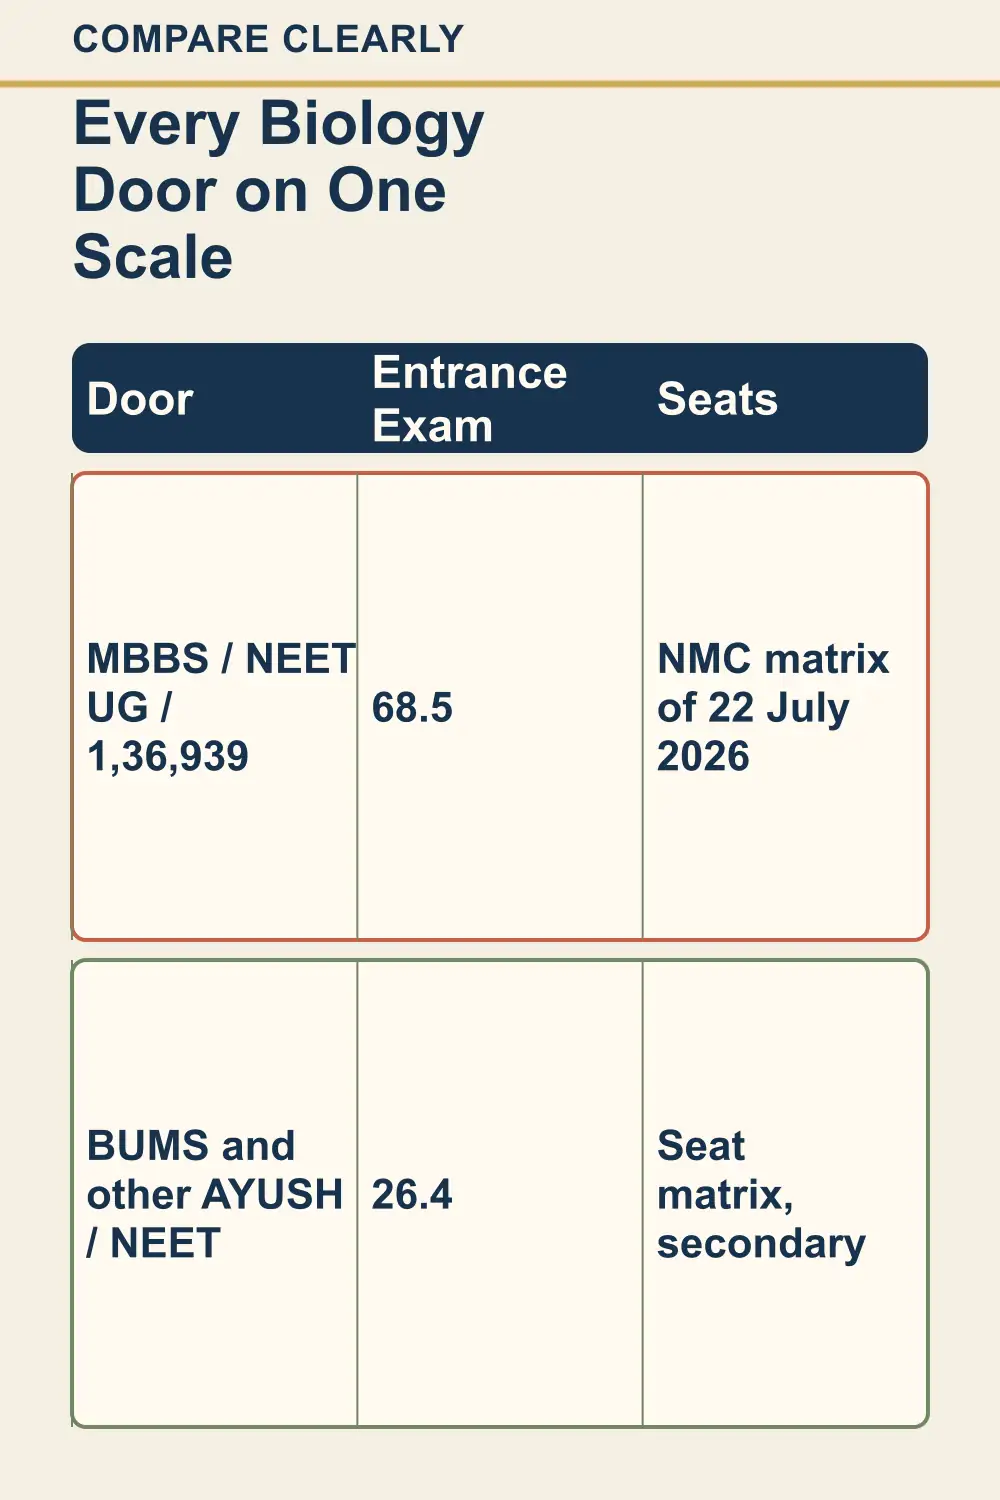 COMPARE CLEARLY
Every Biology
Door on One
Scale
Door
Entrance
Exam
Seats
MBBS / NEET
UG /
1,36,939
68.5
NMC matrix
of 22 July
2026
BUMS and
other AYUSH
/ NEET
26.4
Seat
matrix,
secondary